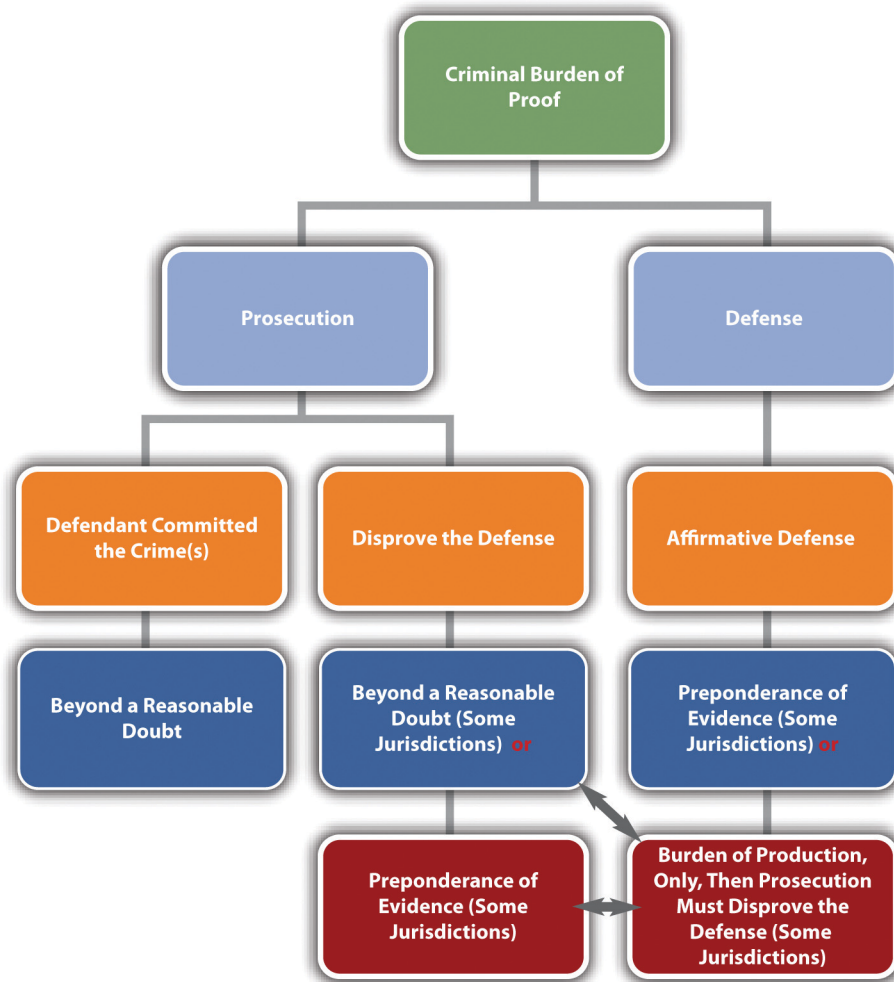 Criminal Burden of
Proof
Prosecution
Defense
Defendant Committed
the Crime(s)
Disprove the Defense
Affirmative Defense
Beyond a Reasonable
Doubt
Beyond a Reasonable
Doubt (Some
Jurisdictions) or
Preponderance of
Evidence (Some
Jurisdictions) or
Preponderance of
Evidence (Some
Jurisdictions)
Burden of Production,
Only, Then Prosecution
Must Disprove the
Defense (Some
Jurisdictions)